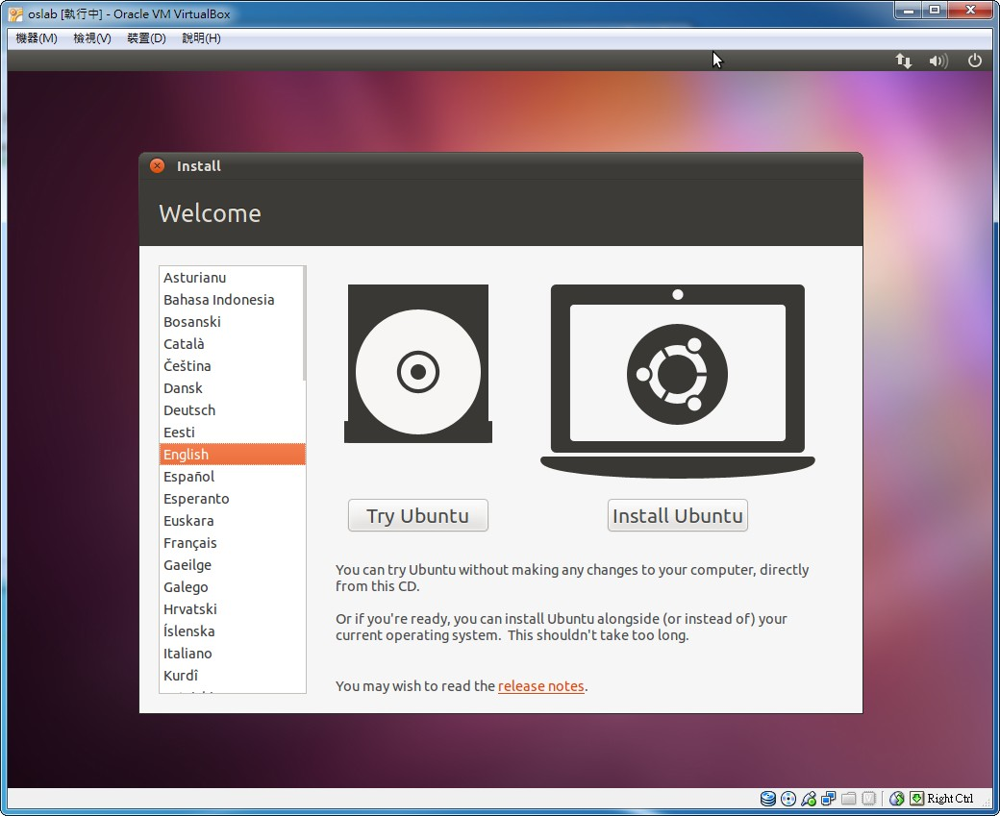 oslab [執行中] - Oracle VM VirtualBox
機器(M) 檢視(V) 裝置(D) 說明(H)
Install
Welcome
Asturianu
Bahasa Indonesia
Bosanski
Català
Čeština
Dansk
Deutsch
Eesti
English
Español
Esperanto
Euskara
Français
Gaeilge
Galego
Hrvatski
Íslenska
Italiano
Kurdî
Try Ubuntu
Install Ubuntu
You can try Ubuntu without making any changes to your computer, directly
from this CD.
Or if you're ready, you can install Ubuntu alongside (or instead of) your
current operating system. This shouldn't take too long.
You may wish to read the release notes.
Right Ctrl